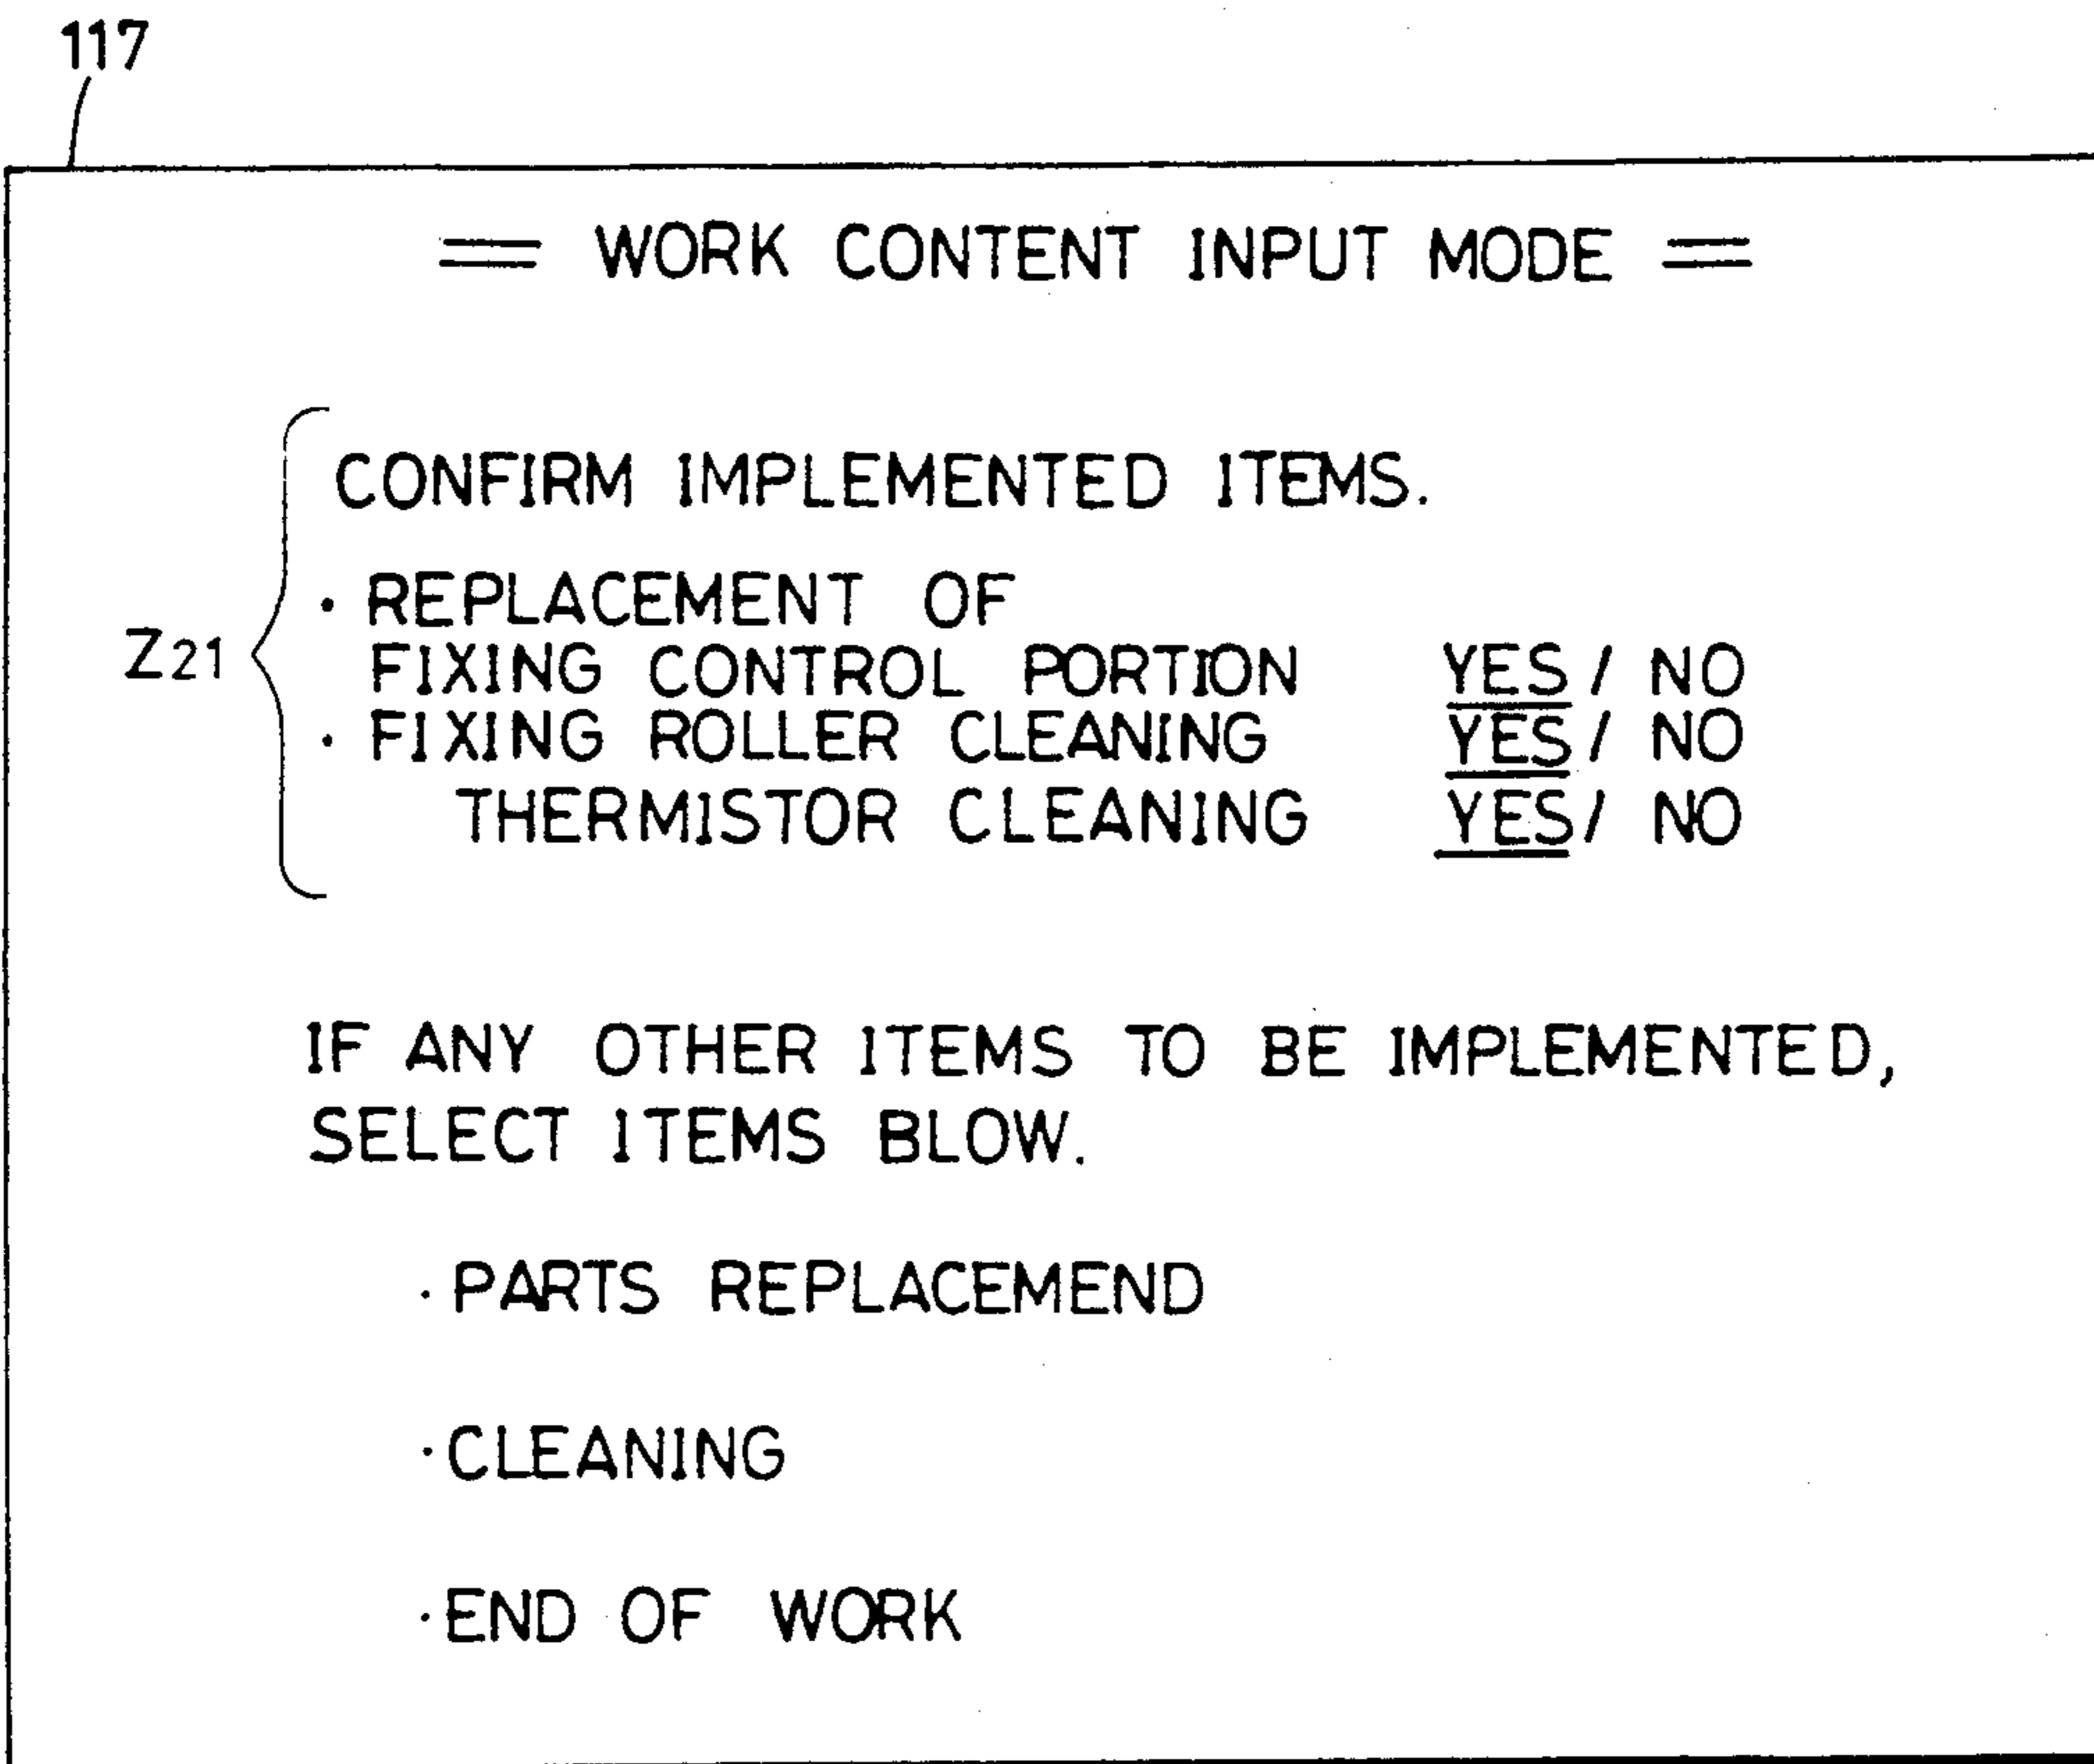 117
== WORK CONTENT INPUT MODE ==
CONFIRM IMPLEMENTED ITEMS.
· REPLACEMENT OF
Z21 FIXING CONTROL PORTION YES / NO
· FIXING ROLLER CLEANING YES / NO
THERMISTOR CLEANING YES / NO
IF ANY OTHER ITEMS TO BE IMPLEMENTED,
SELECT ITEMS BLOW.
· PARTS REPLACEMEND
· CLEANING
· END OF WORK